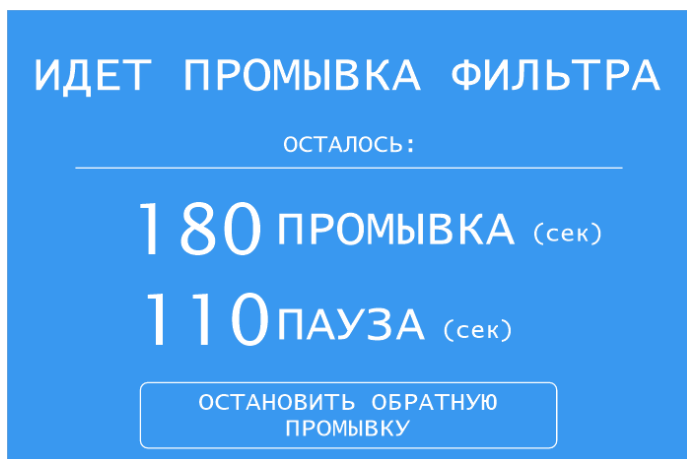 ИДЕТ ПРОМЫВКА ФИЛЬТРА
ОСТАЛОСЬ:
180 ПРОМЫВКА (сек)
110 ПАУЗА (сек)
ОСТАНОВИТЬ ОБРАТНУЮ
ПРОМЫВКУ